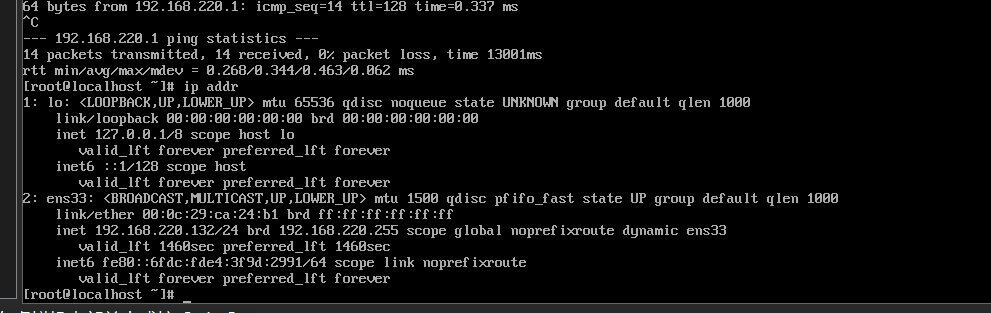 64 bytes from 192.168.220.1: icmp_seq=14 ttl=128 time=0.337 ms
^C
--- 192.168.220.1 ping statistics ---
14 packets transmitted, 14 received, 0% packet loss, time 13001ms
rtt min/avg/max/mdev = 0.268/0.344/0.463/0.062 ms
[root@localhost ~]# ip addr
1: lo: <LOOPBACK,UP,LOWER_UP> mtu 65536 qdisc noqueue state UNKNOWN group default qlen 1000
    link/loopback 00:00:00:00:00:00 brd 00:00:00:00:00:00
    inet 127.0.0.1/8 scope host lo
       valid_lft forever preferred_lft forever
    inet6 ::1/128 scope host
       valid_lft forever preferred_lft forever
2: ens33: <BROADCAST,MULTICAST,UP,LOWER_UP> mtu 1500 qdisc pfifo_fast state UP group default qlen 1000
    link/ether 00:0c:29:ca:24:b1 brd ff:ff:ff:ff:ff:ff
    inet 192.168.220.132/24 brd 192.168.220.255 scope global noprefixroute dynamic ens33
       valid_lft 1460sec preferred_lft 1460sec
    inet6 fe80::6fdc:fde4:3f9d:2991/64 scope link noprefixroute
       valid_lft forever preferred_lft forever
[root@localhost ~]# _